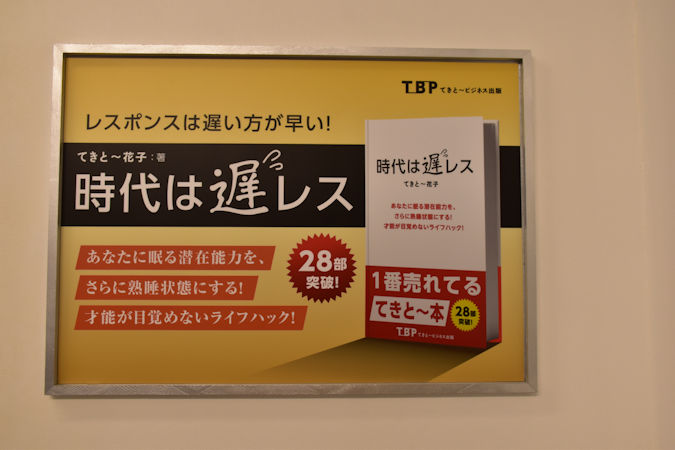 TBP てきと〜ビジネス出版
レスポンスは遅い方が早い!
てきと〜花子:著
時代は遅レス
あなたに眠る潜在能力を、
さらに熟睡状態にする!
才能が目覚めないライフハック!
28部
突破!
時代は遅レス
てきと〜花子
あなたに眠る潜在能力を、
さらに熟睡状態にする!
才能が目覚めないライフハック!
1番売れてる
てきと〜本
28部
突破!
TBP てきと〜ビジネス出版